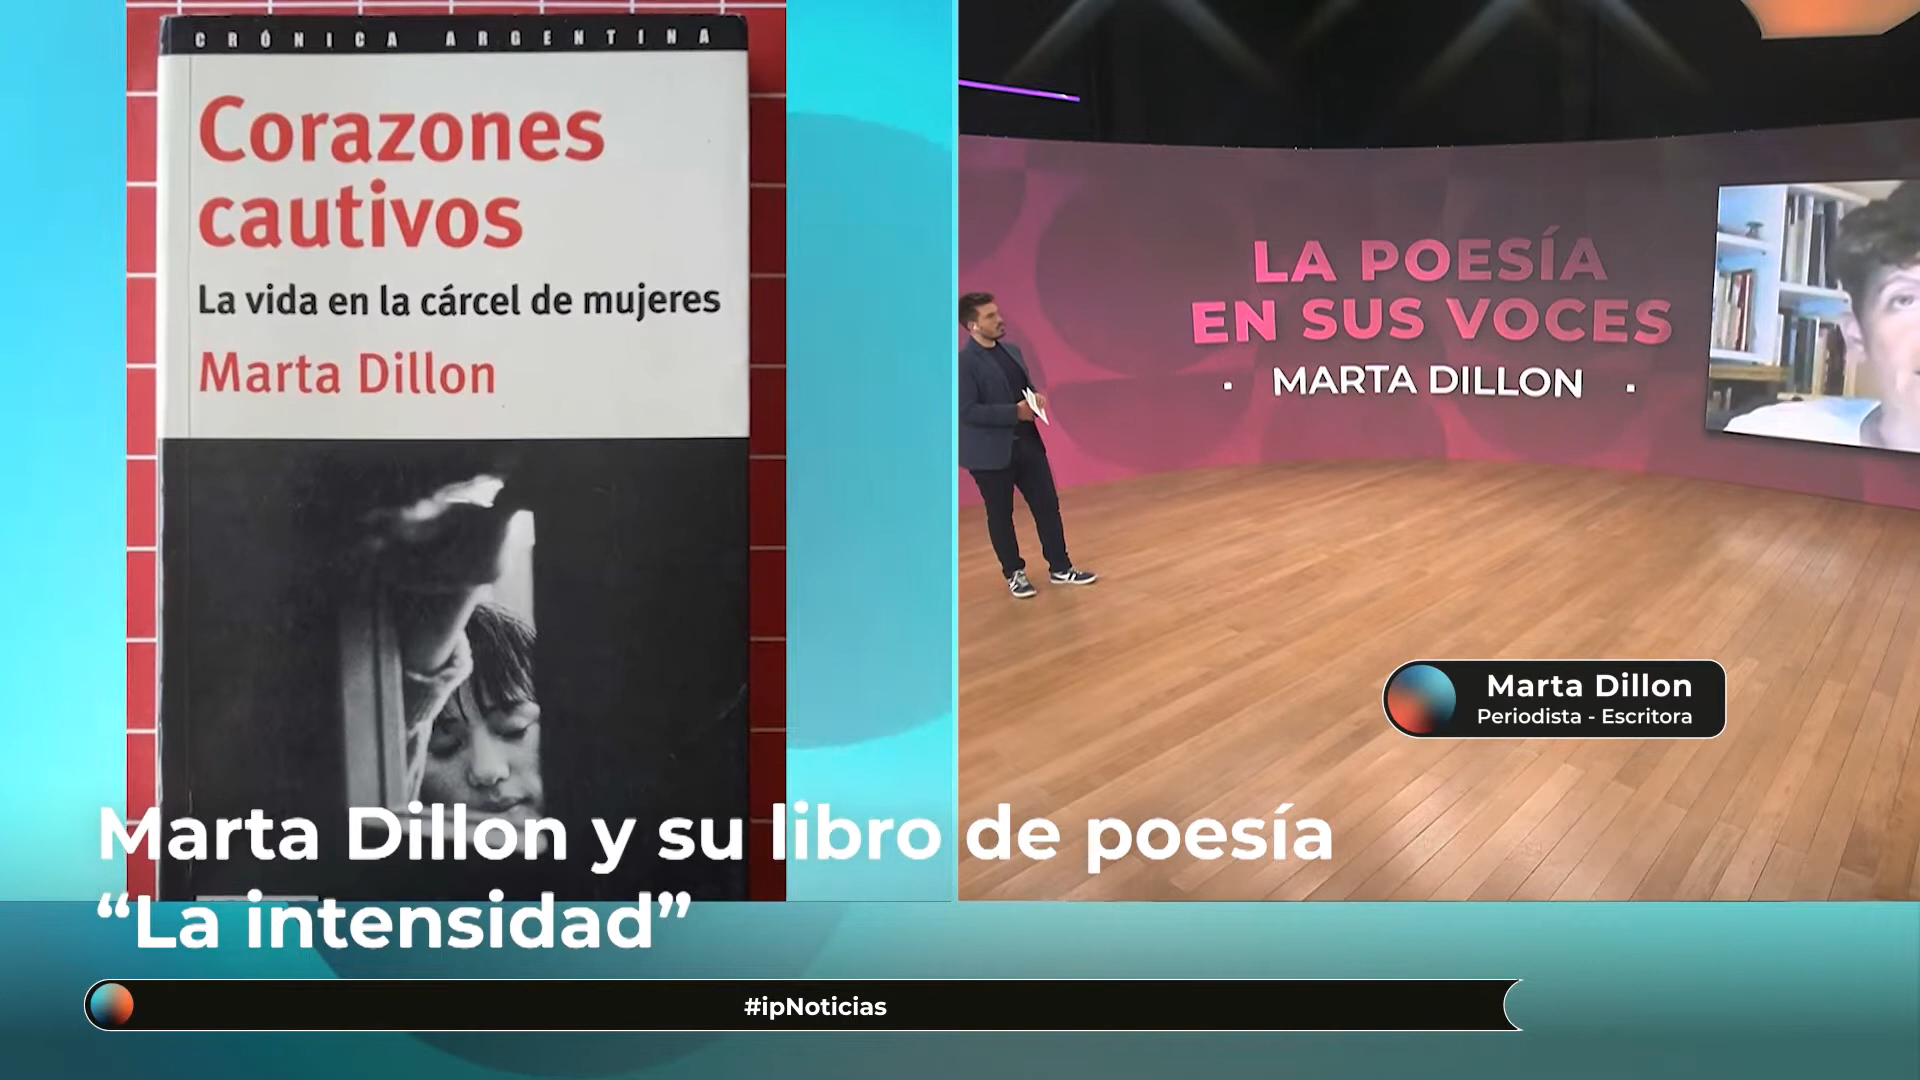 CRÓNICA ARGENTINA
Corazones
cautivos
La vida en la cárcel de mujeres
Marta Dillon
LA POESÍA
EN SUS VOCES
· MARTA DILLON ·
Marta Dillon
Periodista - Escritora
Marta Dillon y su libro de poesía
“La intensidad”
#ipNoticias